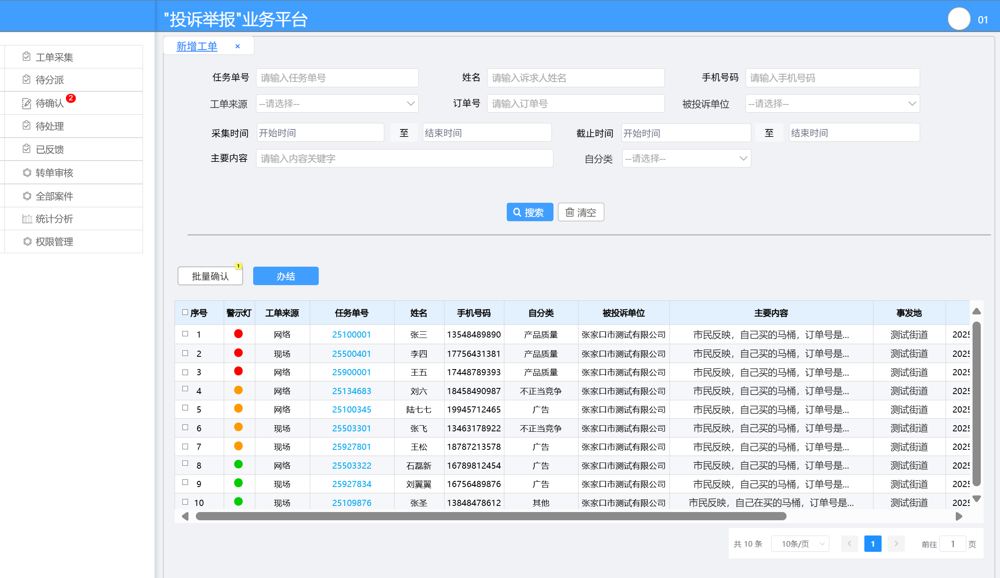 "投诉举报"业务平台
01
工单采集
待分派
待确认 2
待处理
已反馈
转单审核
全部案件
统计分析
权限管理
新增工单 ×
任务单号 请输入任务单号 姓名 请输入诉求人姓名 手机号码 请输入手机号码
工单来源 --请选择-- 订单号 请输入订单号 被投诉单位 --请选择--
采集时间 开始时间 至 结束时间 截止时间 开始时间 至 结束时间
主要内容 请输入内容关键字 自分类 --请选择--
搜索 清空
批量确认 1 办结
序号 警示灯 工单来源 任务单号 姓名 手机号码 自分类 被投诉单位 主要内容 事发地
1 网络 25100001 张三 13548489890 产品质量 张家口市测试有限公司 市民反映，自己买的马桶，订单号是... 测试街道 2025
2 现场 25500401 李四 17756431381 产品质量 张家口市测试有限公司 市民反映，自己买的马桶，订单号是... 测试街道 2025
3 网络 25900001 王五 17448789393 产品质量 张家口市测试有限公司 市民反映，自己买的马桶，订单号是... 测试街道 2025
4 网络 25134683 刘六 18458490987 不正当竞争 张家口市测试有限公司 市民反映，自己买的马桶，订单号是... 测试街道 2025
5 网络 25100345 陆七七 19945712465 广告 张家口市测试有限公司 市民反映，自己买的马桶，订单号是... 测试街道 2025
6 现场 25503301 张飞 13463178922 不正当竞争 张家口市测试有限公司 市民反映，自己买的马桶，订单号是... 测试街道 2025
7 现场 25927801 王松 18787213578 广告 张家口市测试有限公司 市民反映，自己买的马桶，订单号是... 测试街道 2025
8 网络 25503322 石磊新 16789812454 广告 张家口市测试有限公司 市民反映，自己买的马桶，订单号是... 测试街道 2025
9 现场 25927834 刘翼翼 16756489876 广告 张家口市测试有限公司 市民反映，自己买的马桶，订单号是... 测试街道 2025
10 现场 25109876 张圣 13848478612 其他 张家口市测试有限公司 市民反映，自己在买的马桶，订单号是... 测试街道 2025
共 10 条 10条/页 1 前往 1 页